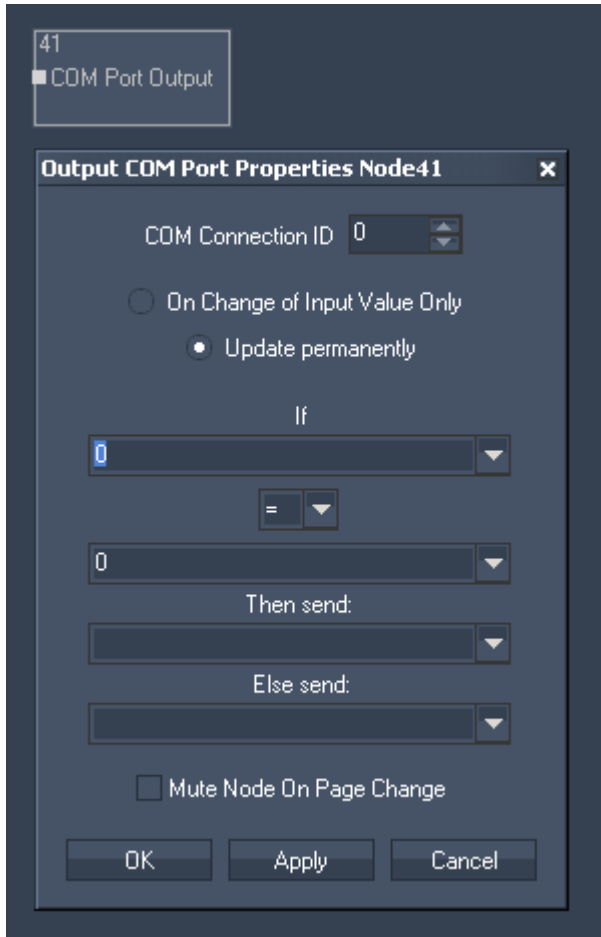 41
COM Port Output
Output COM Port Properties Node41
COM Connection ID 0
On Change of Input Value Only
Update permanently
If
0
=
0
Then send:
Else send:
Mute Node On Page Change
OK Apply Cancel